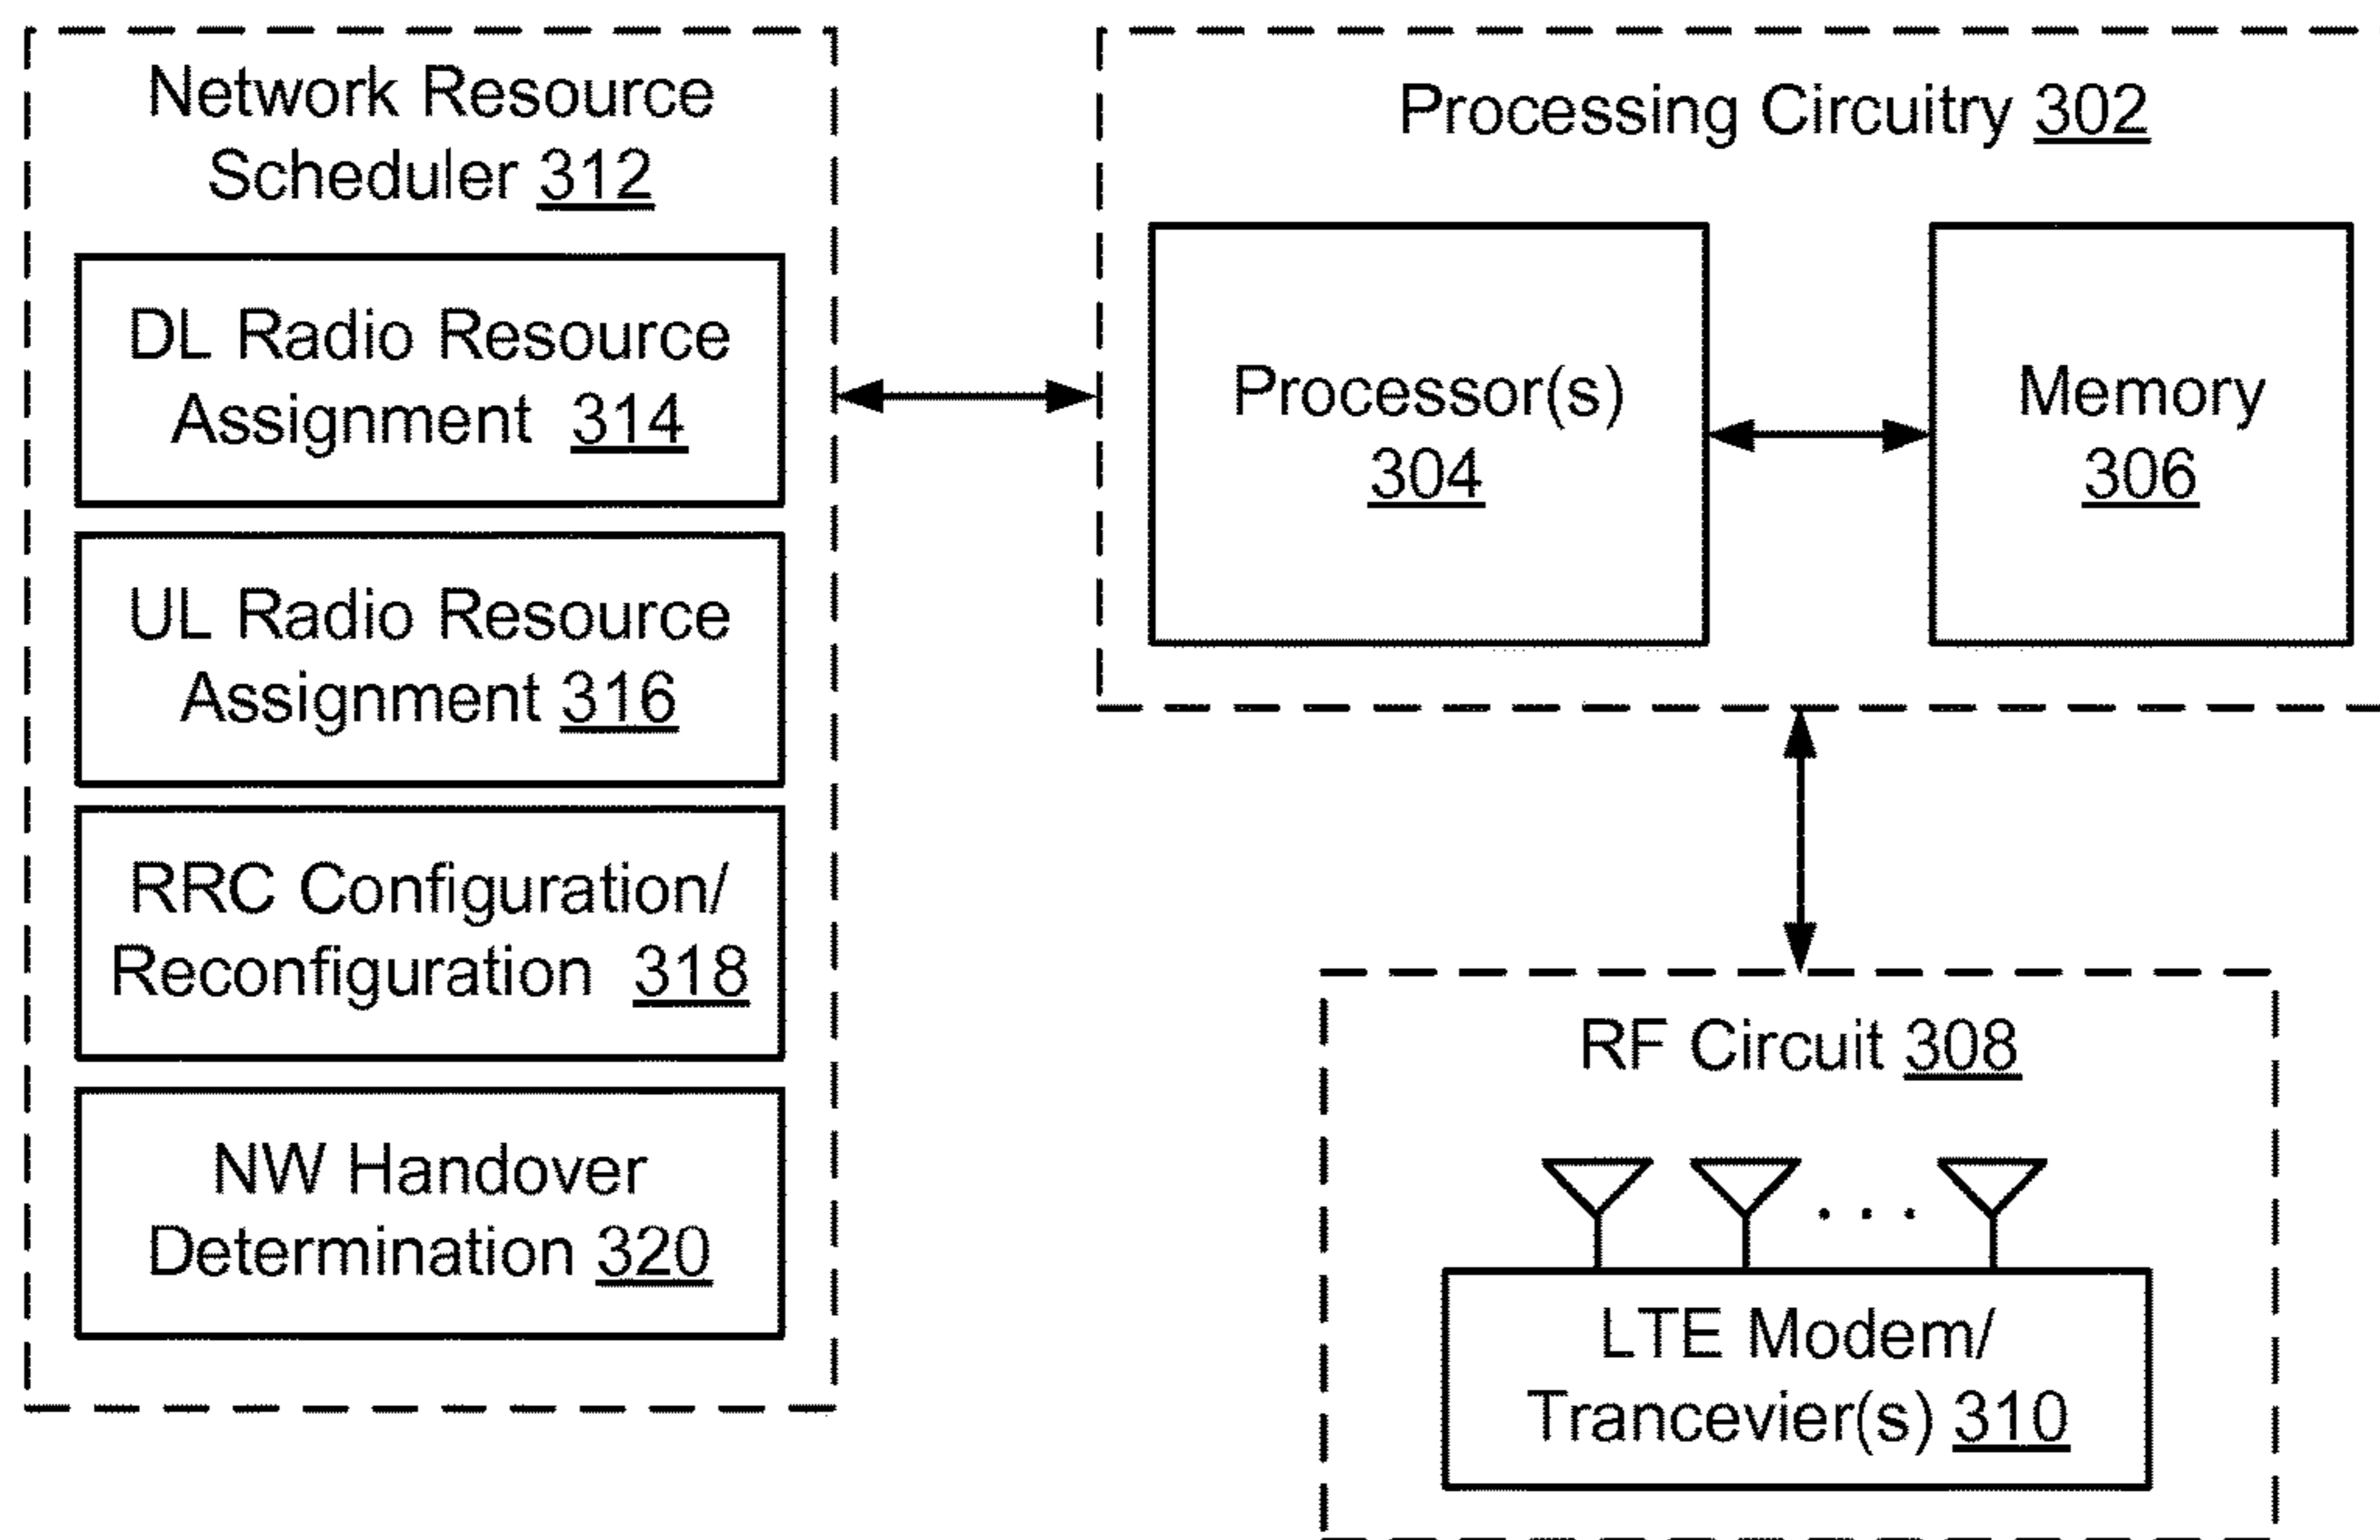 Network Resource
Scheduler 312
DL Radio Resource
Assignment 314
UL Radio Resource
Assignment 316
RRC Configuration/
Reconfiguration 318
NW Handover
Determination 320
Processing Circuitry 302
Processor(s)
304
Memory
306
RF Circuit 308
LTE Modem/
Trancevier(s) 310